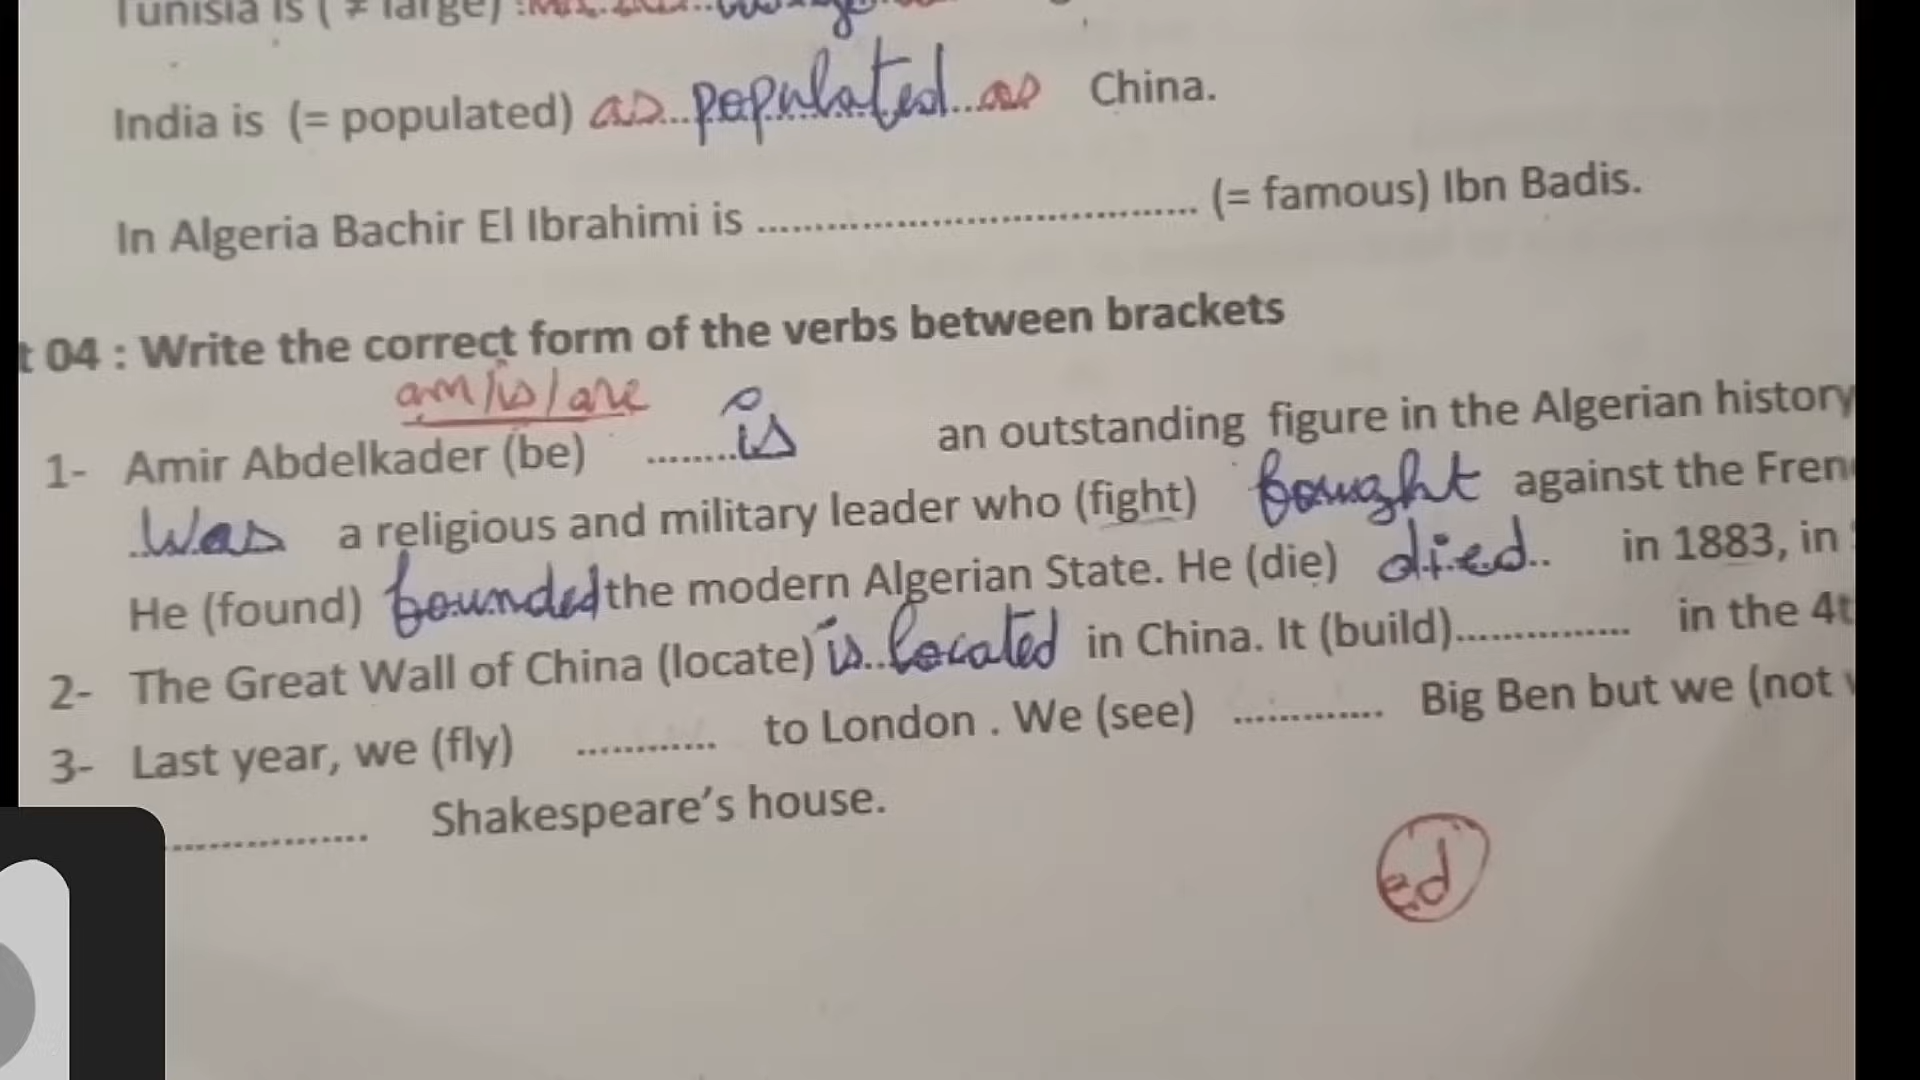 Tunisia is ( ≠ large)
India is (= populated) as populated as China.
In Algeria Bachir El Ibrahimi is ........................................ (= famous) Ibn Badis.
t 04 : Write the correct form of the verbs between brackets
am/is/are
1- Amir Abdelkader (be) ........is an outstanding figure in the Algerian history
Was a religious and military leader who (fight) fought against the Fren
He (found) founded the modern Algerian State. He (die) died.. in 1883, in
2- The Great Wall of China (locate) is located in China. It (build)............... in the 4t
3- Last year, we (fly) ............ to London . We (see) ............. Big Ben but we (not
................ Shakespeare's house.
ed